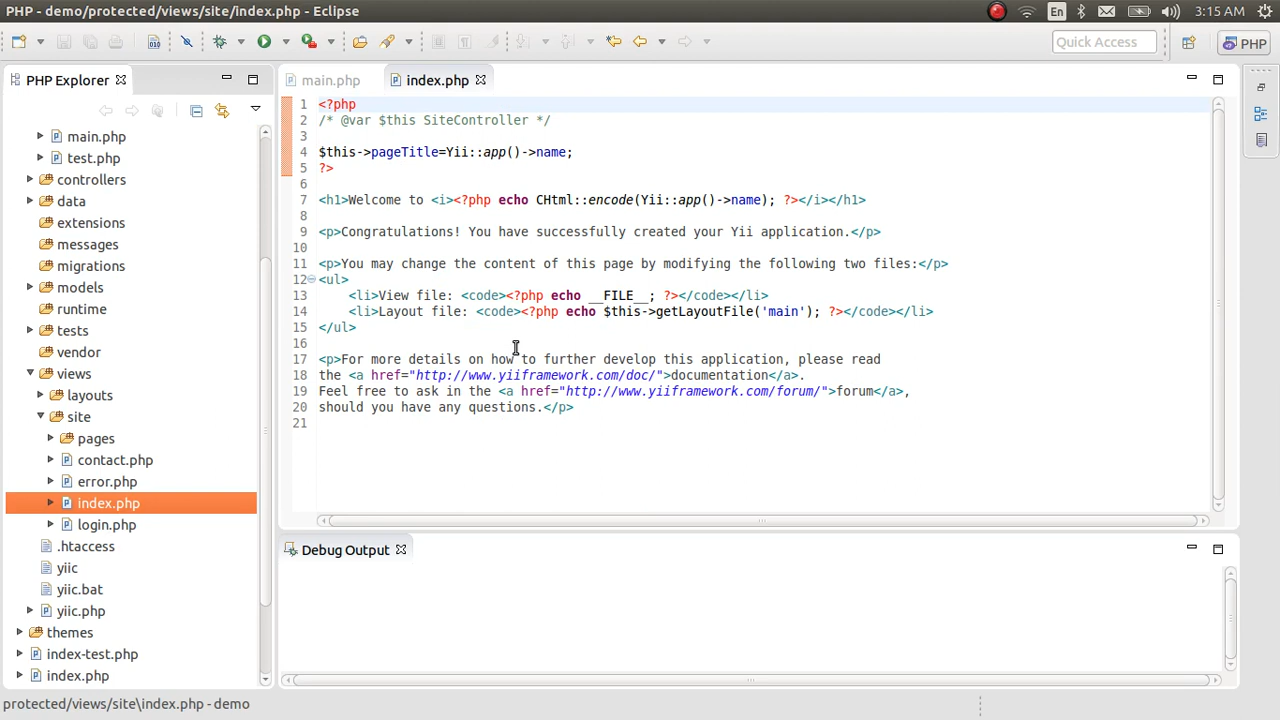 PHP - demo/protected/views/site/index.php - Eclipse
En
3:15 AM
010
Quick Access
PHP
PHP Explorer
main.php
test.php
controllers
data
extensions
messages
migrations
models
runtime
tests
vendor
views
layouts
site
pages
contact.php
error.php
index.php
login.php
.htaccess
yiic
yiic.bat
yiic.php
themes
index-test.php
index.php
main.php
index.php
1 <?php
2 /* @var $this SiteController */
3
4 $this->pageTitle=Yii::app()->name;
5 ?>
6
7 <h1>Welcome to <i><?php echo CHtml::encode(Yii::app()->name); ?></i></h1>
8
9 <p>Congratulations! You have successfully created your Yii application.</p>
10
11 <p>You may change the content of this page by modifying the following two files:</p>
12 <ul>
13     <li>View file: <code><?php echo __FILE__; ?></code></li>
14     <li>Layout file: <code><?php echo $this->getLayoutFile('main'); ?></code></li>
15 </ul>
16
17 <p>For more details on how to further develop this application, please read
18 the <a href="http://www.yiiframework.com/doc/">documentation</a>.
19 Feel free to ask in the <a href="http://www.yiiframework.com/forum/">forum</a>,
20 should you have any questions.</p>
21
Debug Output
protected/views/site\index.php - demo